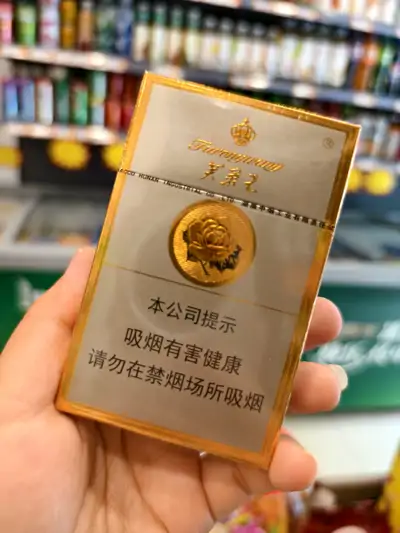 Furongwang
芙蓉王
本公司提示
吸烟有害健康
请勿在禁烟场所吸烟